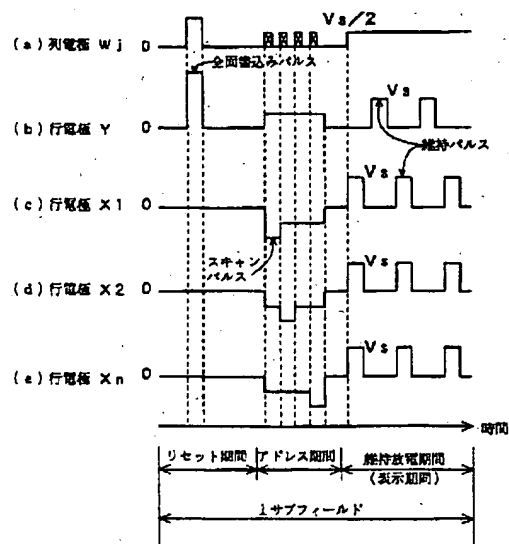 Vs/2
(a)列電極 Wj 0
全面書込みパルス
Vs
(b)行電極 Y 0
維持パルス
Vs
(c)行電極 X1 0
スキャン
パルス
Vs
(d)行電極 X2 0
Vs
(e)行電極 Xn 0
時間
リセット期間 アドレス期間 維持放電期間
(表示期間)
1サブフィールド